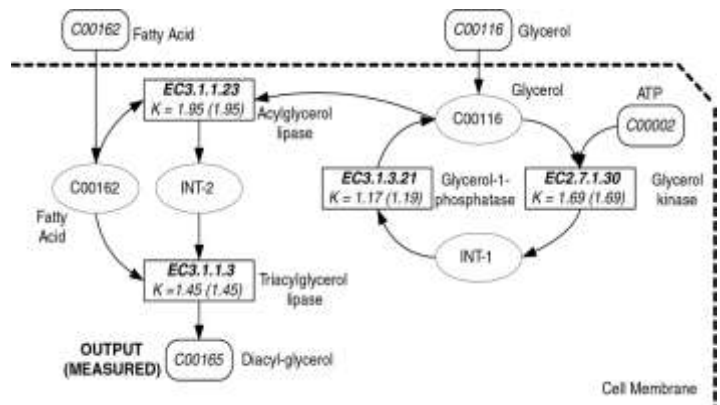 C00162 Fatty Acid
C00116 Glycerol
EC3.1.1.23
K = 1.95 (1.95)
Acylglycerol
lipase
Glycerol
C00116
ATP
C00002
C00162
Fatty
Acid
INT-2
EC3.1.3.21
K = 1.17 (1.19)
Glycerol-1-
phosphatase
EC2.7.1.30
K = 1.69 (1.69)
Glycerol
kinase
INT-1
EC3.1.1.3
K =1.45 (1.45)
Triacylglycerol
lipase
OUTPUT
(MEASURED)
C00165 Diacyl-glycerol
Cell Membrane